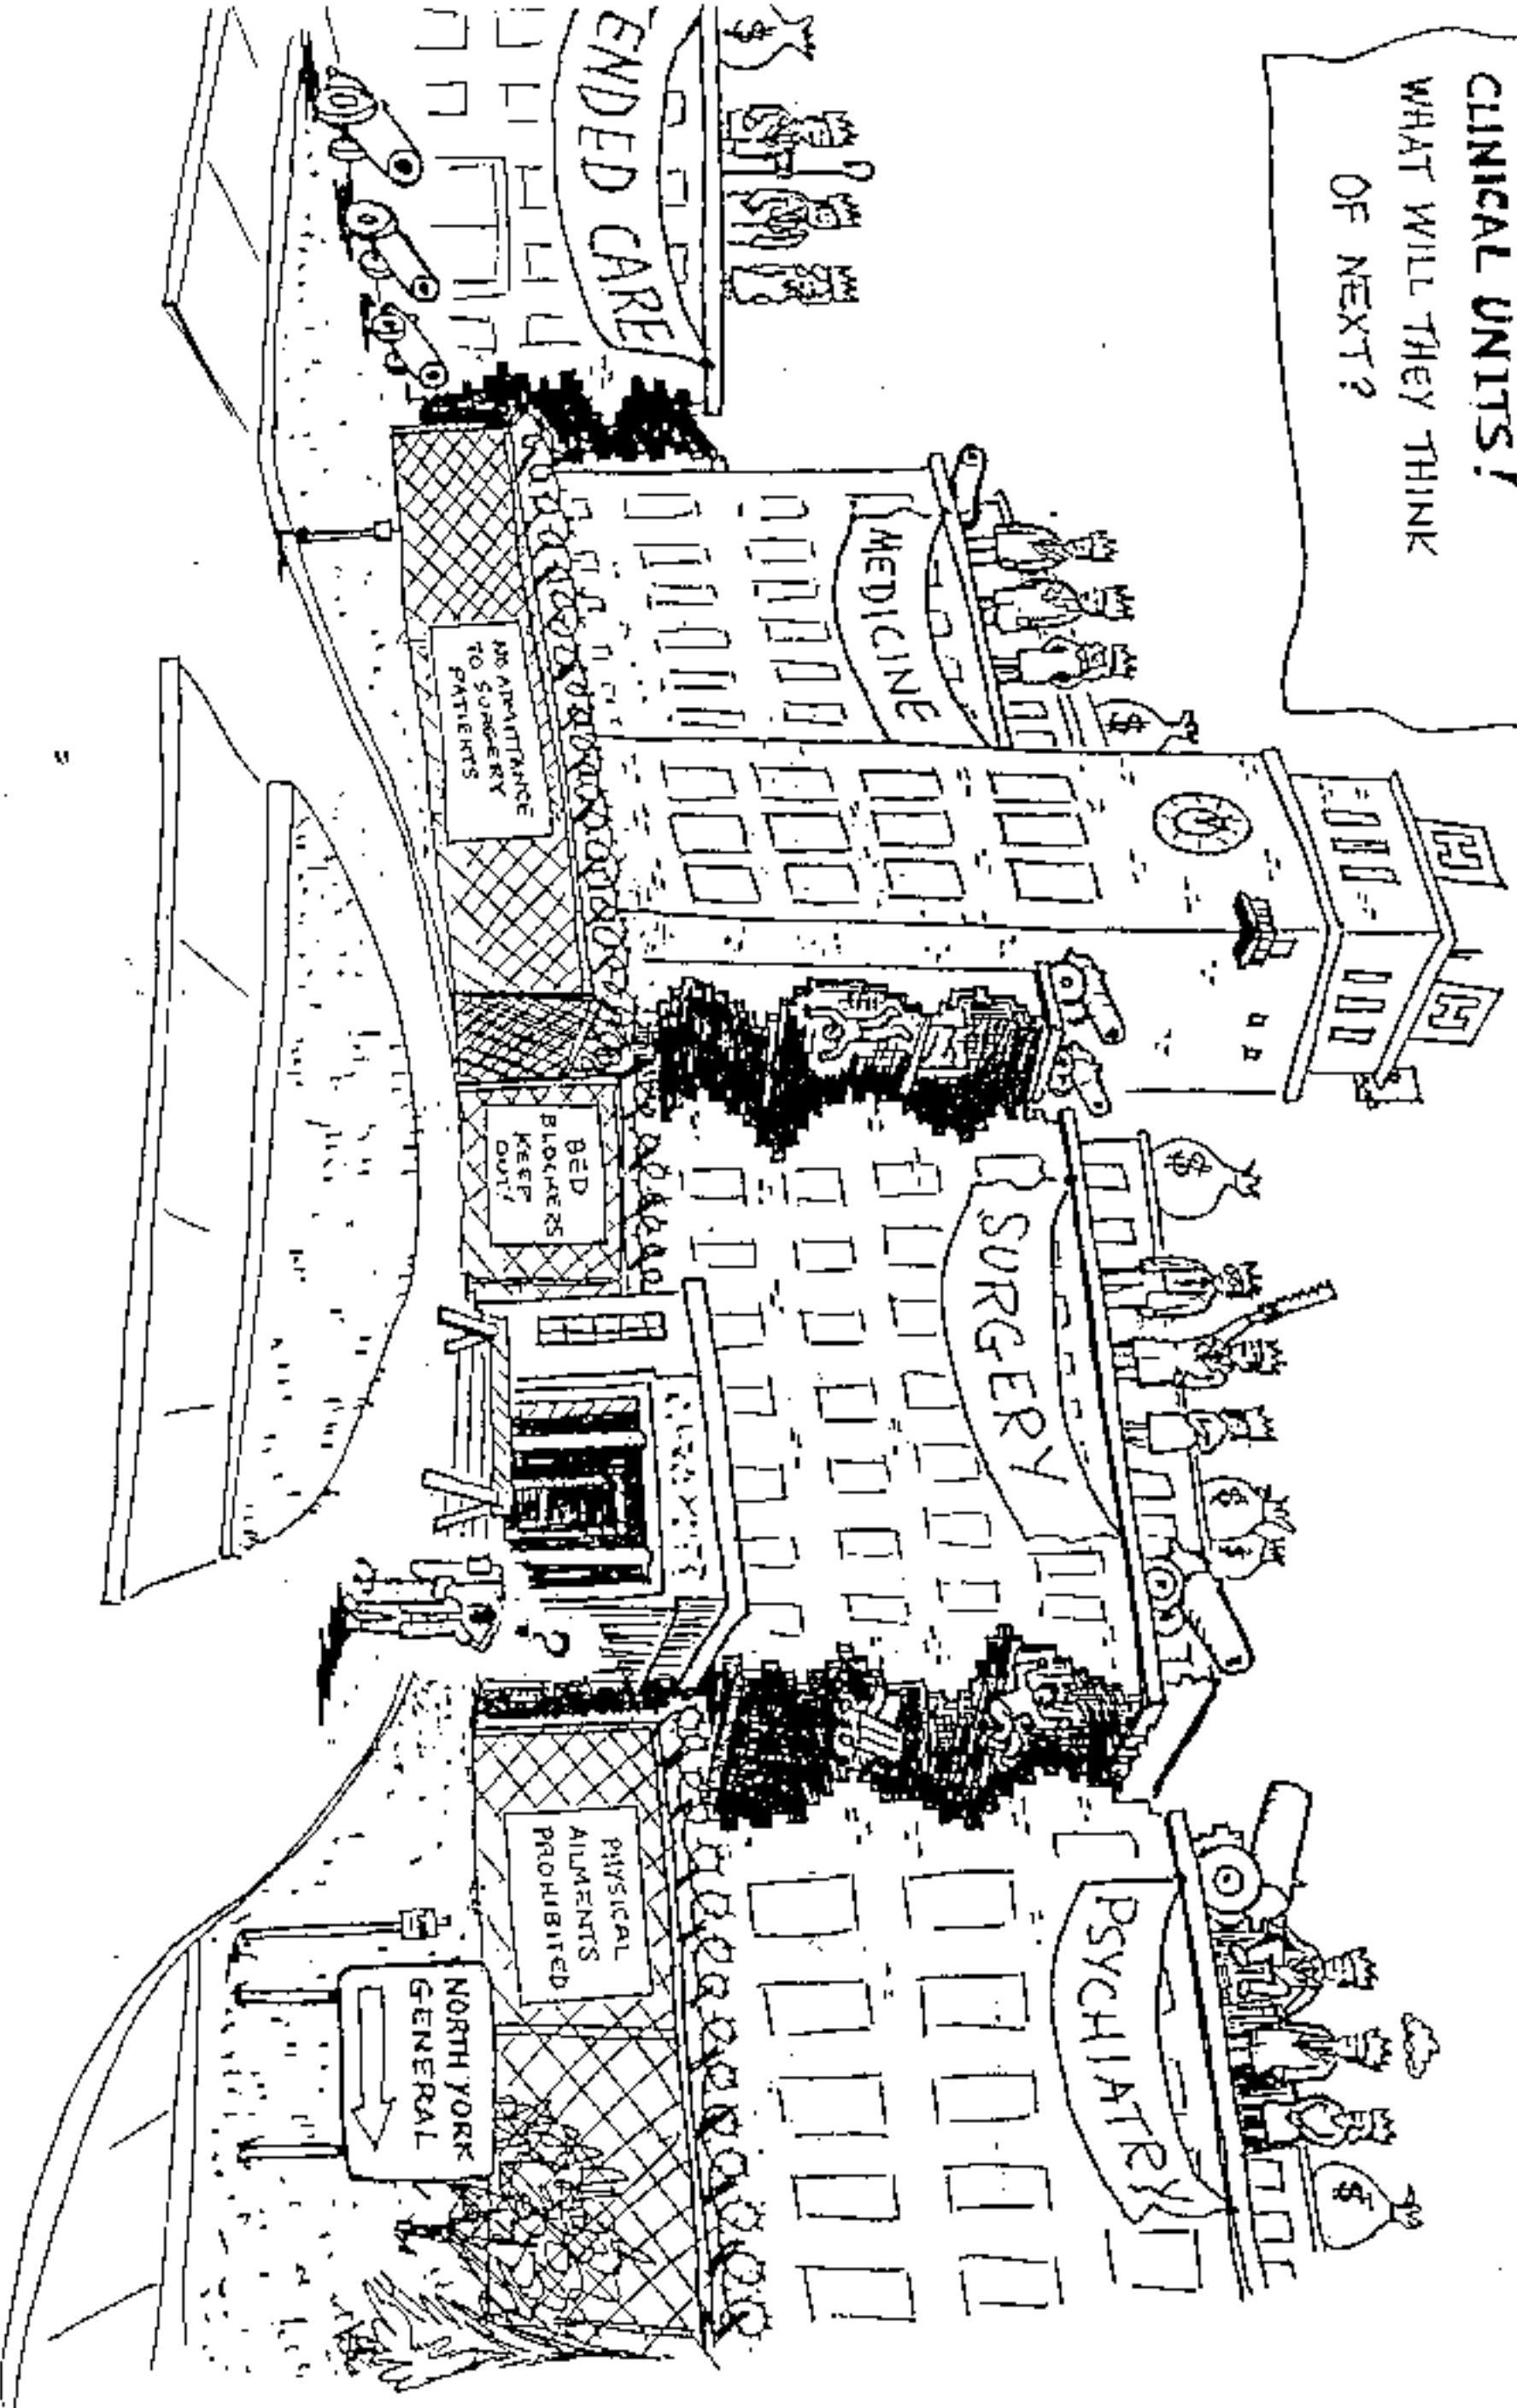 CLINICAL UNITS!
WHAT WILL THEY THINK
OF NEXT?
TENDED CARE
$
MEDICINE
$
H
H
$
SURGERY
$
$
PSYCHIATRY
$
NO ADMITTANCE
TO SURGERY
PATIENTS
BED
BLOCKERS
KEEP
OUT!
?
PHYSICAL
AILMENTS
PROHIBITED
NORTH YORK
GENERAL